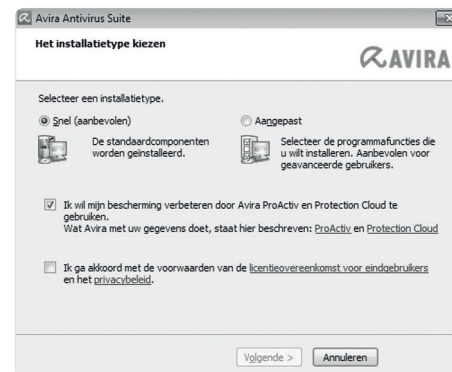 Avira Antivirus Suite
Het installatietype kiezen
AVIRA
Selecteer een installatietype.
Snel (aanbevolen)
Aangepast
De standaardcomponenten
worden geïnstalleerd.
Selecteer de programmafuncties die
u wilt installeren. Aanbevolen voor
geavanceerde gebruikers.
Ik wil mijn bescherming verbeteren door Avira ProActiv en Protection Cloud te
gebruiken.
Wat Avira met uw gegevens doet, staat hier beschreven: ProActiv en Protection Cloud
Ik ga akkoord met de voorwaarden van de licentieovereenkomst voor eindgebruikers
en het privacybeleid.
Volgende >
Annuleren